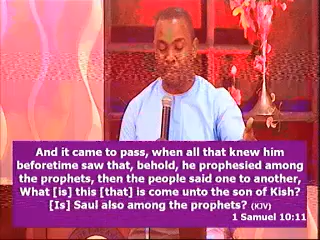 And it came to pass, when all that knew him
beforetime saw that, behold, he prophesied among
the prophets, then the people said one to another,
What [is] this [that] is come unto the son of Kish?
[Is] Saul also among the prophets? (KJV)
1 Samuel 10:11